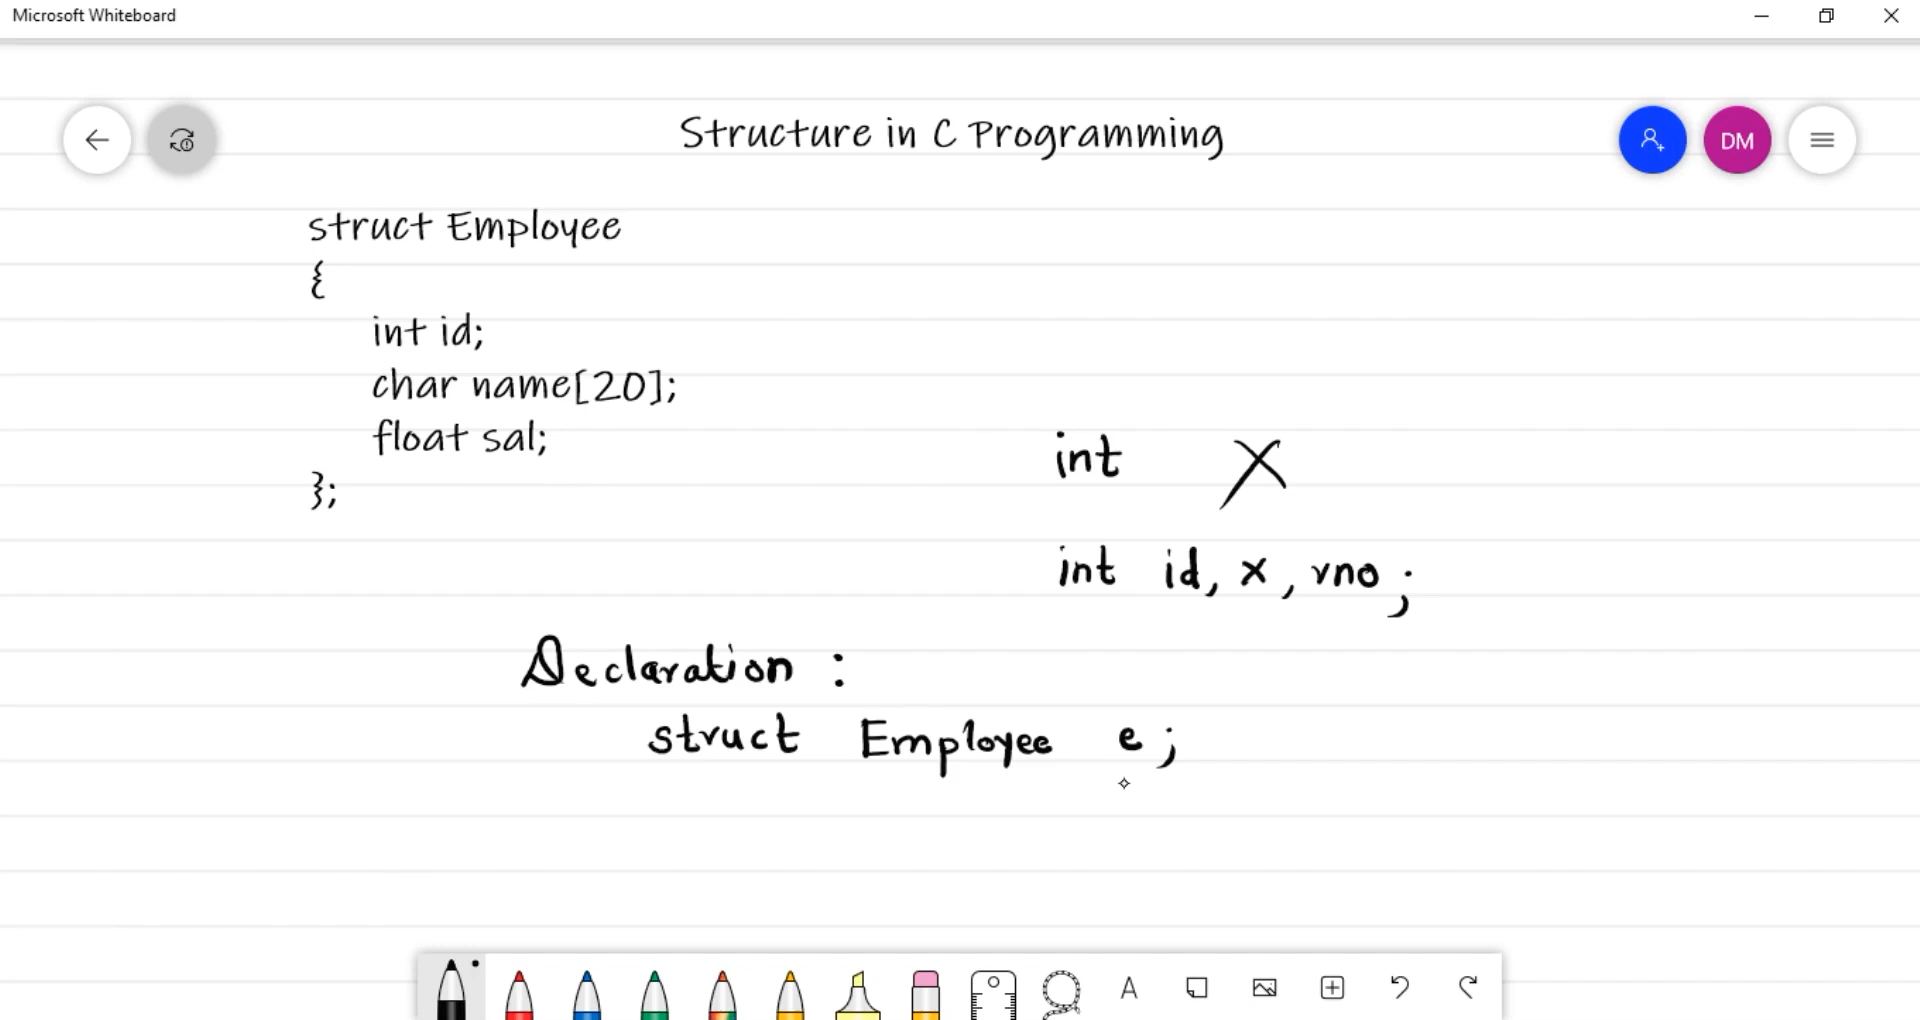 Microsoft Whiteboard
Structure in C Programming
DM
struct Employee
{
int id;
char name[20];
float sal;
};
int X
int id, x, rno;
Declaration :
struct Employee e;
A